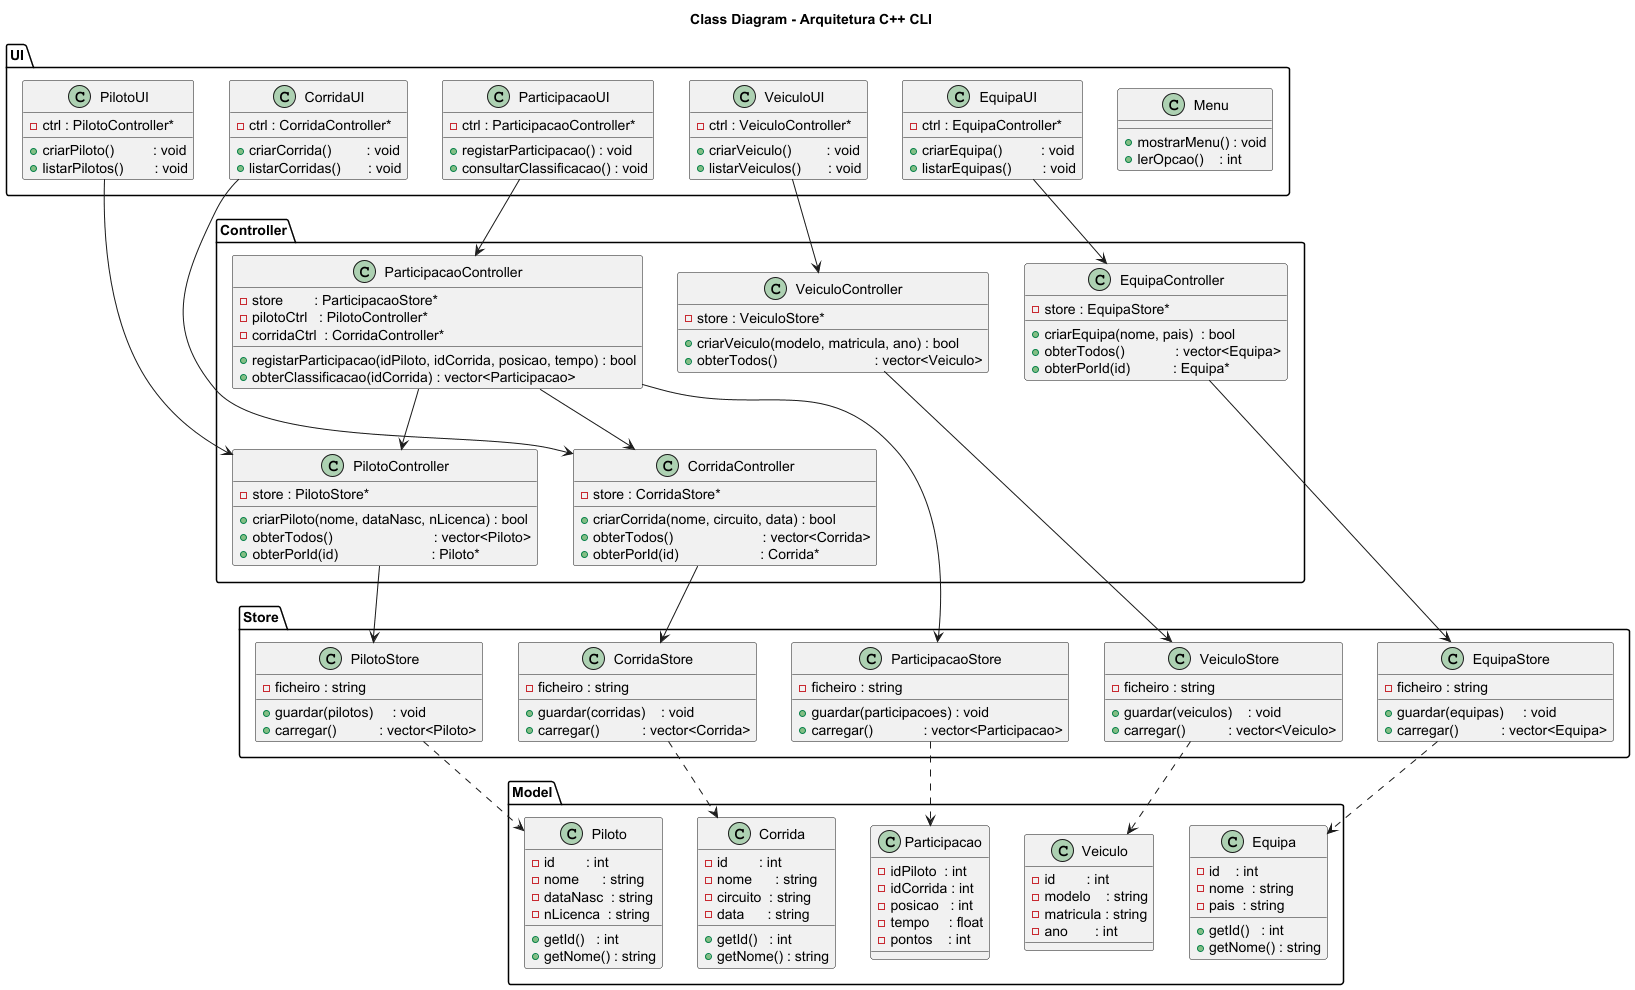 Class Diagram - Arquitetura C++ CLI
UI
C PilotoUI
ctrl : PilotoController*
criarPiloto() : void
listarPilotos() : void
C CorridaUI
ctrl : CorridaController*
criarCorrida() : void
listarCorridas() : void
C ParticipacaoUI
ctrl : ParticipacaoController*
registarParticipacao() : void
consultarClassificacao() : void
C VeiculoUI
ctrl : VeiculoController*
criarVeiculo() : void
listarVeiculos() : void
C EquipaUI
ctrl : EquipaController*
criarEquipa() : void
listarEquipas() : void
C Menu
mostrarMenu() : void
lerOpcao() : int
Controller
C ParticipacaoController
store : ParticipacaoStore*
pilotoCtrl : PilotoController*
corridaCtrl : CorridaController*
registarParticipacao(idPiloto, idCorrida, posicao, tempo) : bool
obterClassificacao(idCorrida) : vector<Participacao>
C VeiculoController
store : VeiculoStore*
criarVeiculo(modelo, matricula, ano) : bool
obterTodos() : vector<Veiculo>
C EquipaController
store : EquipaStore*
criarEquipa(nome, pais) : bool
obterTodos() : vector<Equipa>
obterPorId(id) : Equipa*
C PilotoController
store : PilotoStore*
criarPiloto(nome, dataNasc, nLicenca) : bool
obterTodos() : vector<Piloto>
obterPorId(id) : Piloto*
C CorridaController
store : CorridaStore*
criarCorrida(nome, circuito, data) : bool
obterTodos() : vector<Corrida>
obterPorId(id) : Corrida*
Store
C PilotoStore
ficheiro : string
guardar(pilotos) : void
carregar() : vector<Piloto>
C CorridaStore
ficheiro : string
guardar(corridas) : void
carregar() : vector<Corrida>
C ParticipacaoStore
ficheiro : string
guardar(participacoes) : void
carregar() : vector<Participacao>
C VeiculoStore
ficheiro : string
guardar(veiculos) : void
carregar() : vector<Veiculo>
C EquipaStore
ficheiro : string
guardar(equipas) : void
carregar() : vector<Equipa>
Model
C Piloto
id : int
nome : string
dataNasc : string
nLicenca : string
getId() : int
getNome() : string
C Corrida
id : int
nome : string
circuito : string
data : string
getId() : int
getNome() : string
C Participacao
idPiloto : int
idCorrida : int
posicao : int
tempo : float
pontos : int
C Veiculo
id : int
modelo : string
matricula : string
ano : int
C Equipa
id : int
nome : string
pais : string
getId() : int
getNome() : string